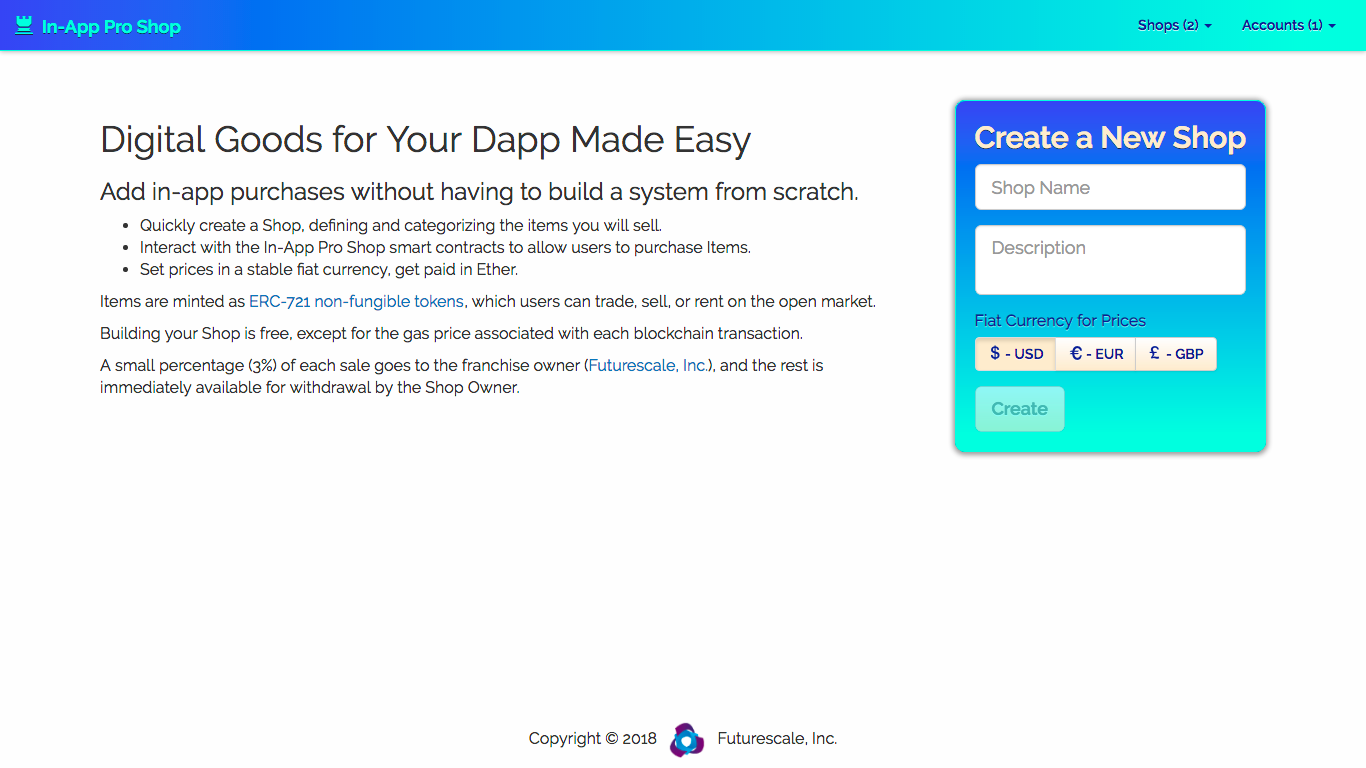 In-App Pro Shop
Shops (2)
Accounts (1)
Digital Goods for Your Dapp Made Easy
Add in-app purchases without having to build a system from scratch.
• Quickly create a Shop, defining and categorizing the items you will sell.
• Interact with the In-App Pro Shop smart contracts to allow users to purchase Items.
• Set prices in a stable fiat currency, get paid in Ether.
Items are minted as ERC-721 non-fungible tokens, which users can trade, sell, or rent on the open market.
Building your Shop is free, except for the gas price associated with each blockchain transaction.
A small percentage (3%) of each sale goes to the franchise owner (Futurescale, Inc.), and the rest is
immediately available for withdrawal by the Shop Owner.
Create a New Shop
Shop Name
Description
Fiat Currency for Prices
$ - USD
€ - EUR
£ - GBP
Create
Copyright © 2018 Futurescale, Inc.